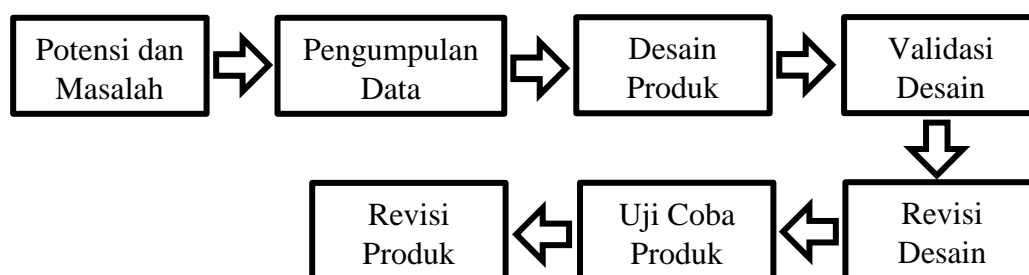 Potensi dan
Masalah
Pengumpulan
Data
Desain
Produk
Validasi
Desain
Revisi
Desain
Uji Coba
Produk
Revisi
Produk